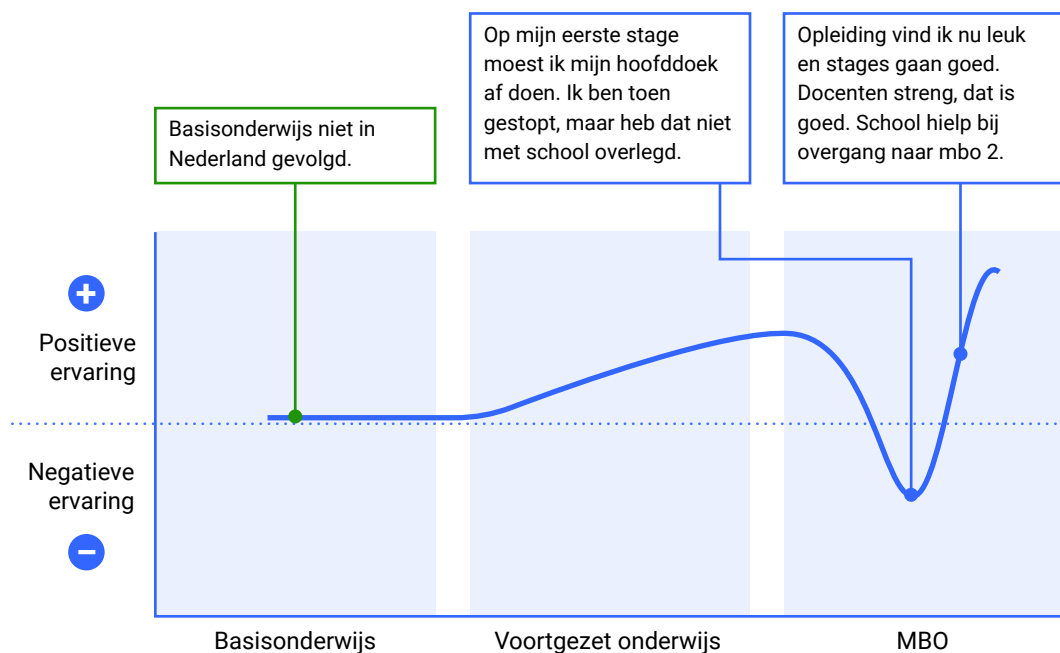 Basisonderwijs niet in
Nederland gevolgd.
Op mijn eerste stage
moest ik mijn hoofddoek
af doen. Ik ben toen
gestopt, maar heb dat niet
met school overlegd.
Opleiding vind ik nu leuk
en stages gaan goed.
Docenten streng, dat is
goed. School hielp bij
overgang naar mbo 2.
+
Positieve
ervaring
Negatieve
ervaring
−
Basisonderwijs
Voortgezet onderwijs
MBO